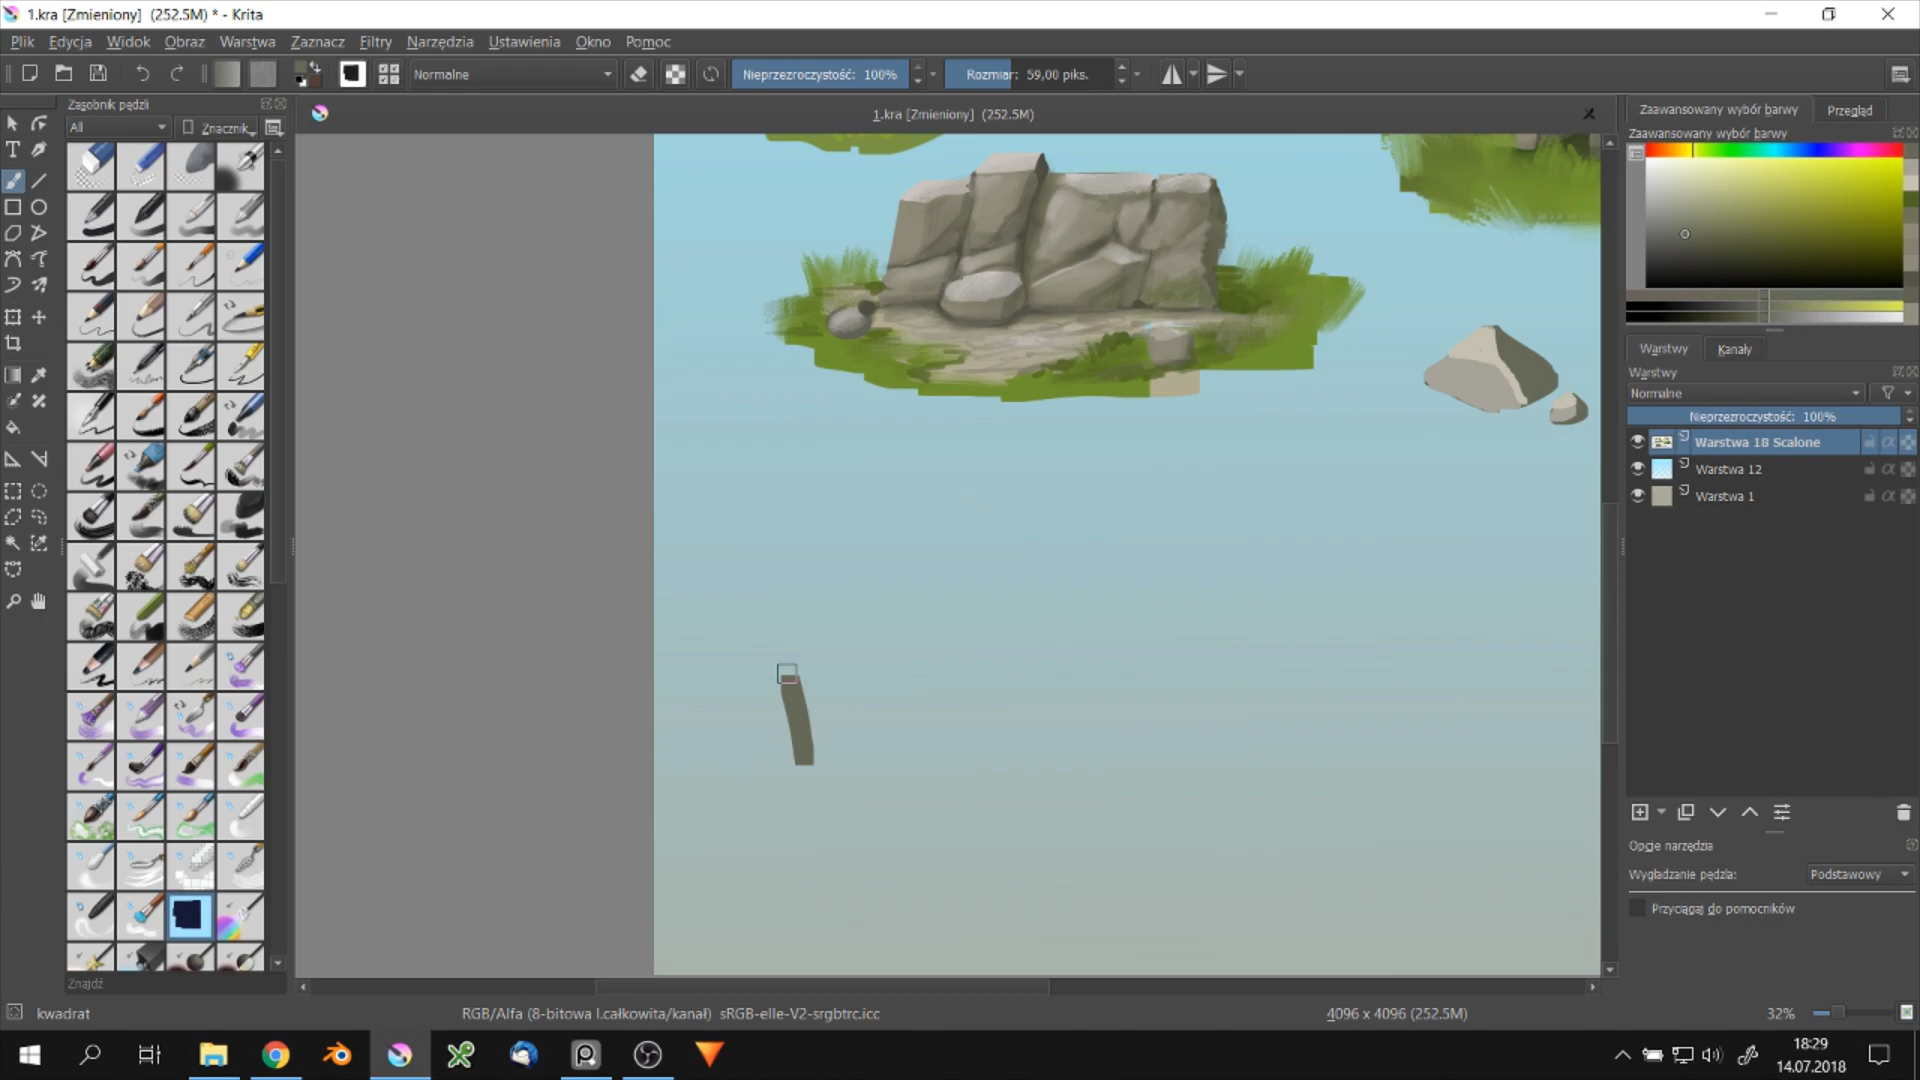 1.kra [Zmieniony]  (252.5M) * - Krita
Plik Edycja Widok Obraz Warstwa Zaznacz Filtry Narzędzia Ustawienia Okno Pomoc
Normalne
Nieprzezroczystość: 100%
Rozmiar: 59,00 piks.
Zasobnik pędzli
All
Znacznik
1.kra [Zmieniony]  (252.5M)
Zaawansowany wybór barwy
Przegląd
Zaawansowany wybór barwy
Warstwy
Kanały
Warstwy
Normalne
Nieprzezroczystość: 100%
Warstwa 18 Scalone
Warstwa 12
Warstwa 1
Opcje narzędzia
Wygładzanie pędzla:
Podstawowy
Przyciągaj do pomocników
Znajdź
kwadrat
RGB/Alfa (8-bitowa l.całkowita/kanał)  sRGB-elle-V2-srgbtrc.icc
4096 x 4096 (252.5M)
32%
18:29
14.07.2018